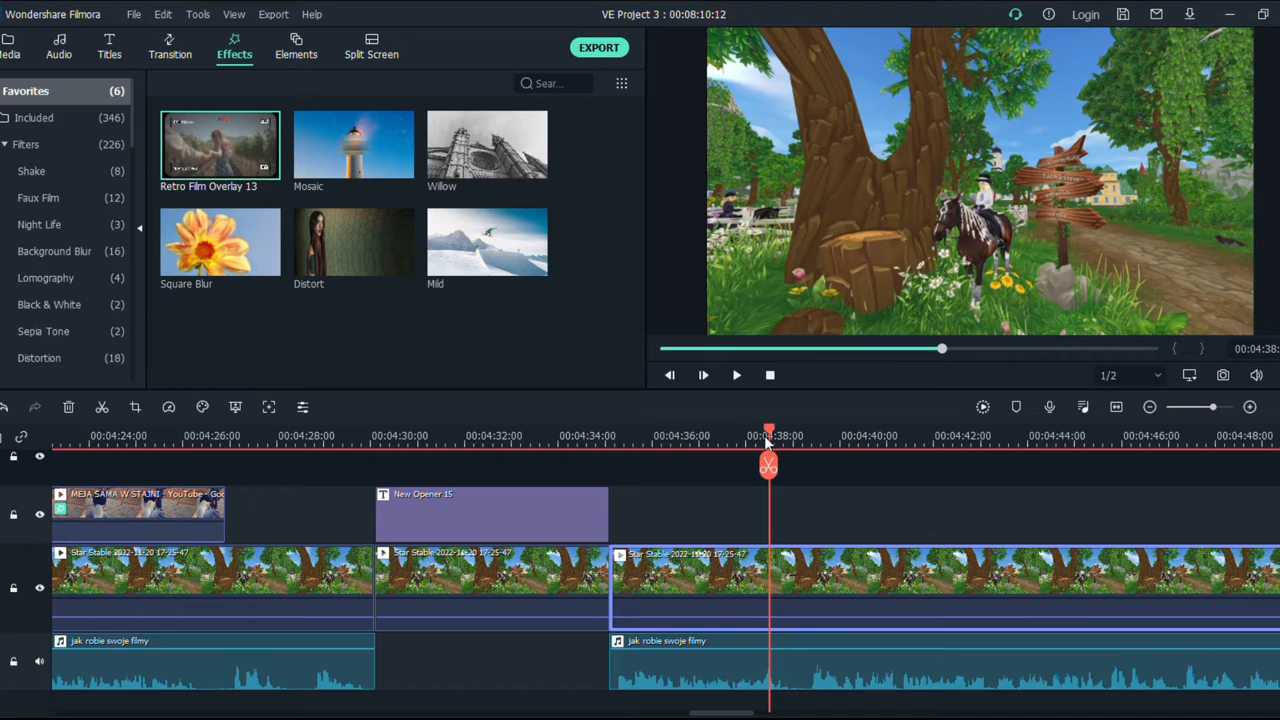 Wondershare Filmora File Edit Tools View Export Help VE Project 3 : 00:08:10:12 Login
Media Audio Titles Transition Effects Elements Split Screen EXPORT
Favorites (6)
Sear...
Included (346)
Filters (226)
Shake (8)
Faux Film (12)
Night Life (3)
Background Blur (16)
Lomography (4)
Black & White (2)
Sepia Tone (2)
Distortion (18)
Retro Film Overlay 13 Mosaic Willow
Square Blur Distort Mild
00:04:38:
1/2
00:04:24:00 00:04:26:00 00:04:28:00 00:04:30:00 00:04:32:00 00:04:34:00 00:04:36:00 00:04:38:00 00:04:40:00 00:04:42:00 00:04:44:00 00:04:46:00 00:04:48:00
MEJA SAMA W STAJNI - YouTube - Goo
T New Opener 15
Star Stable 2022-11-20 17-25-47 Star Stable 2022-11-20 17-25-47 Star Stable 2022-11-20 17-25-47
jak robie swoje filmy jak robie swoje filmy